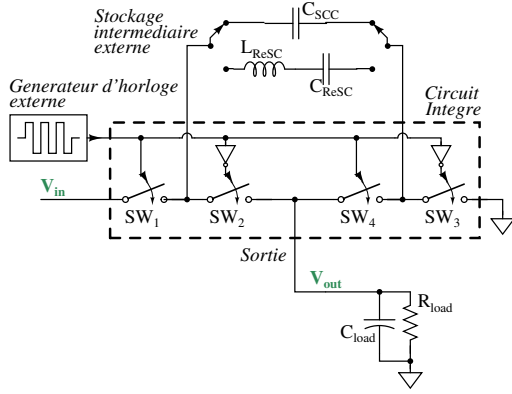 Stockage
intermediaire
externe
C_SCC
L_ReSC
C_ReSC
Generateur d'horloge
externe
Circuit
Integre
V_in
SW_1
SW_2
SW_4
SW_3
Sortie
V_out
R_load
C_load